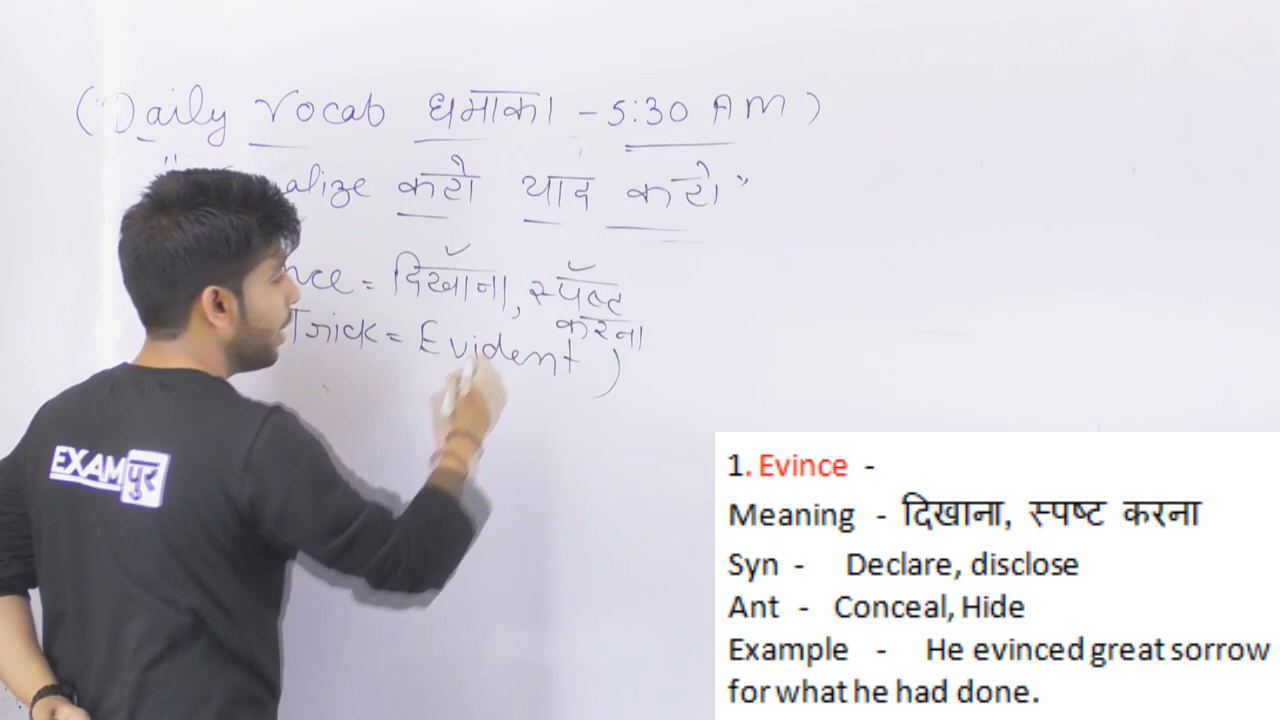 (Daily Vocab धमाका - 5:30 AM)
"alize करो याद करो"
nce = दिखाना, स्पष्ट
करना
Trick = Evident )
EXAMपुर
1. Evince -
Meaning - दिखाना, स्पष्ट करना
Syn - Declare, disclose
Ant - Conceal, Hide
Example - He evinced great sorrow
for what he had done.